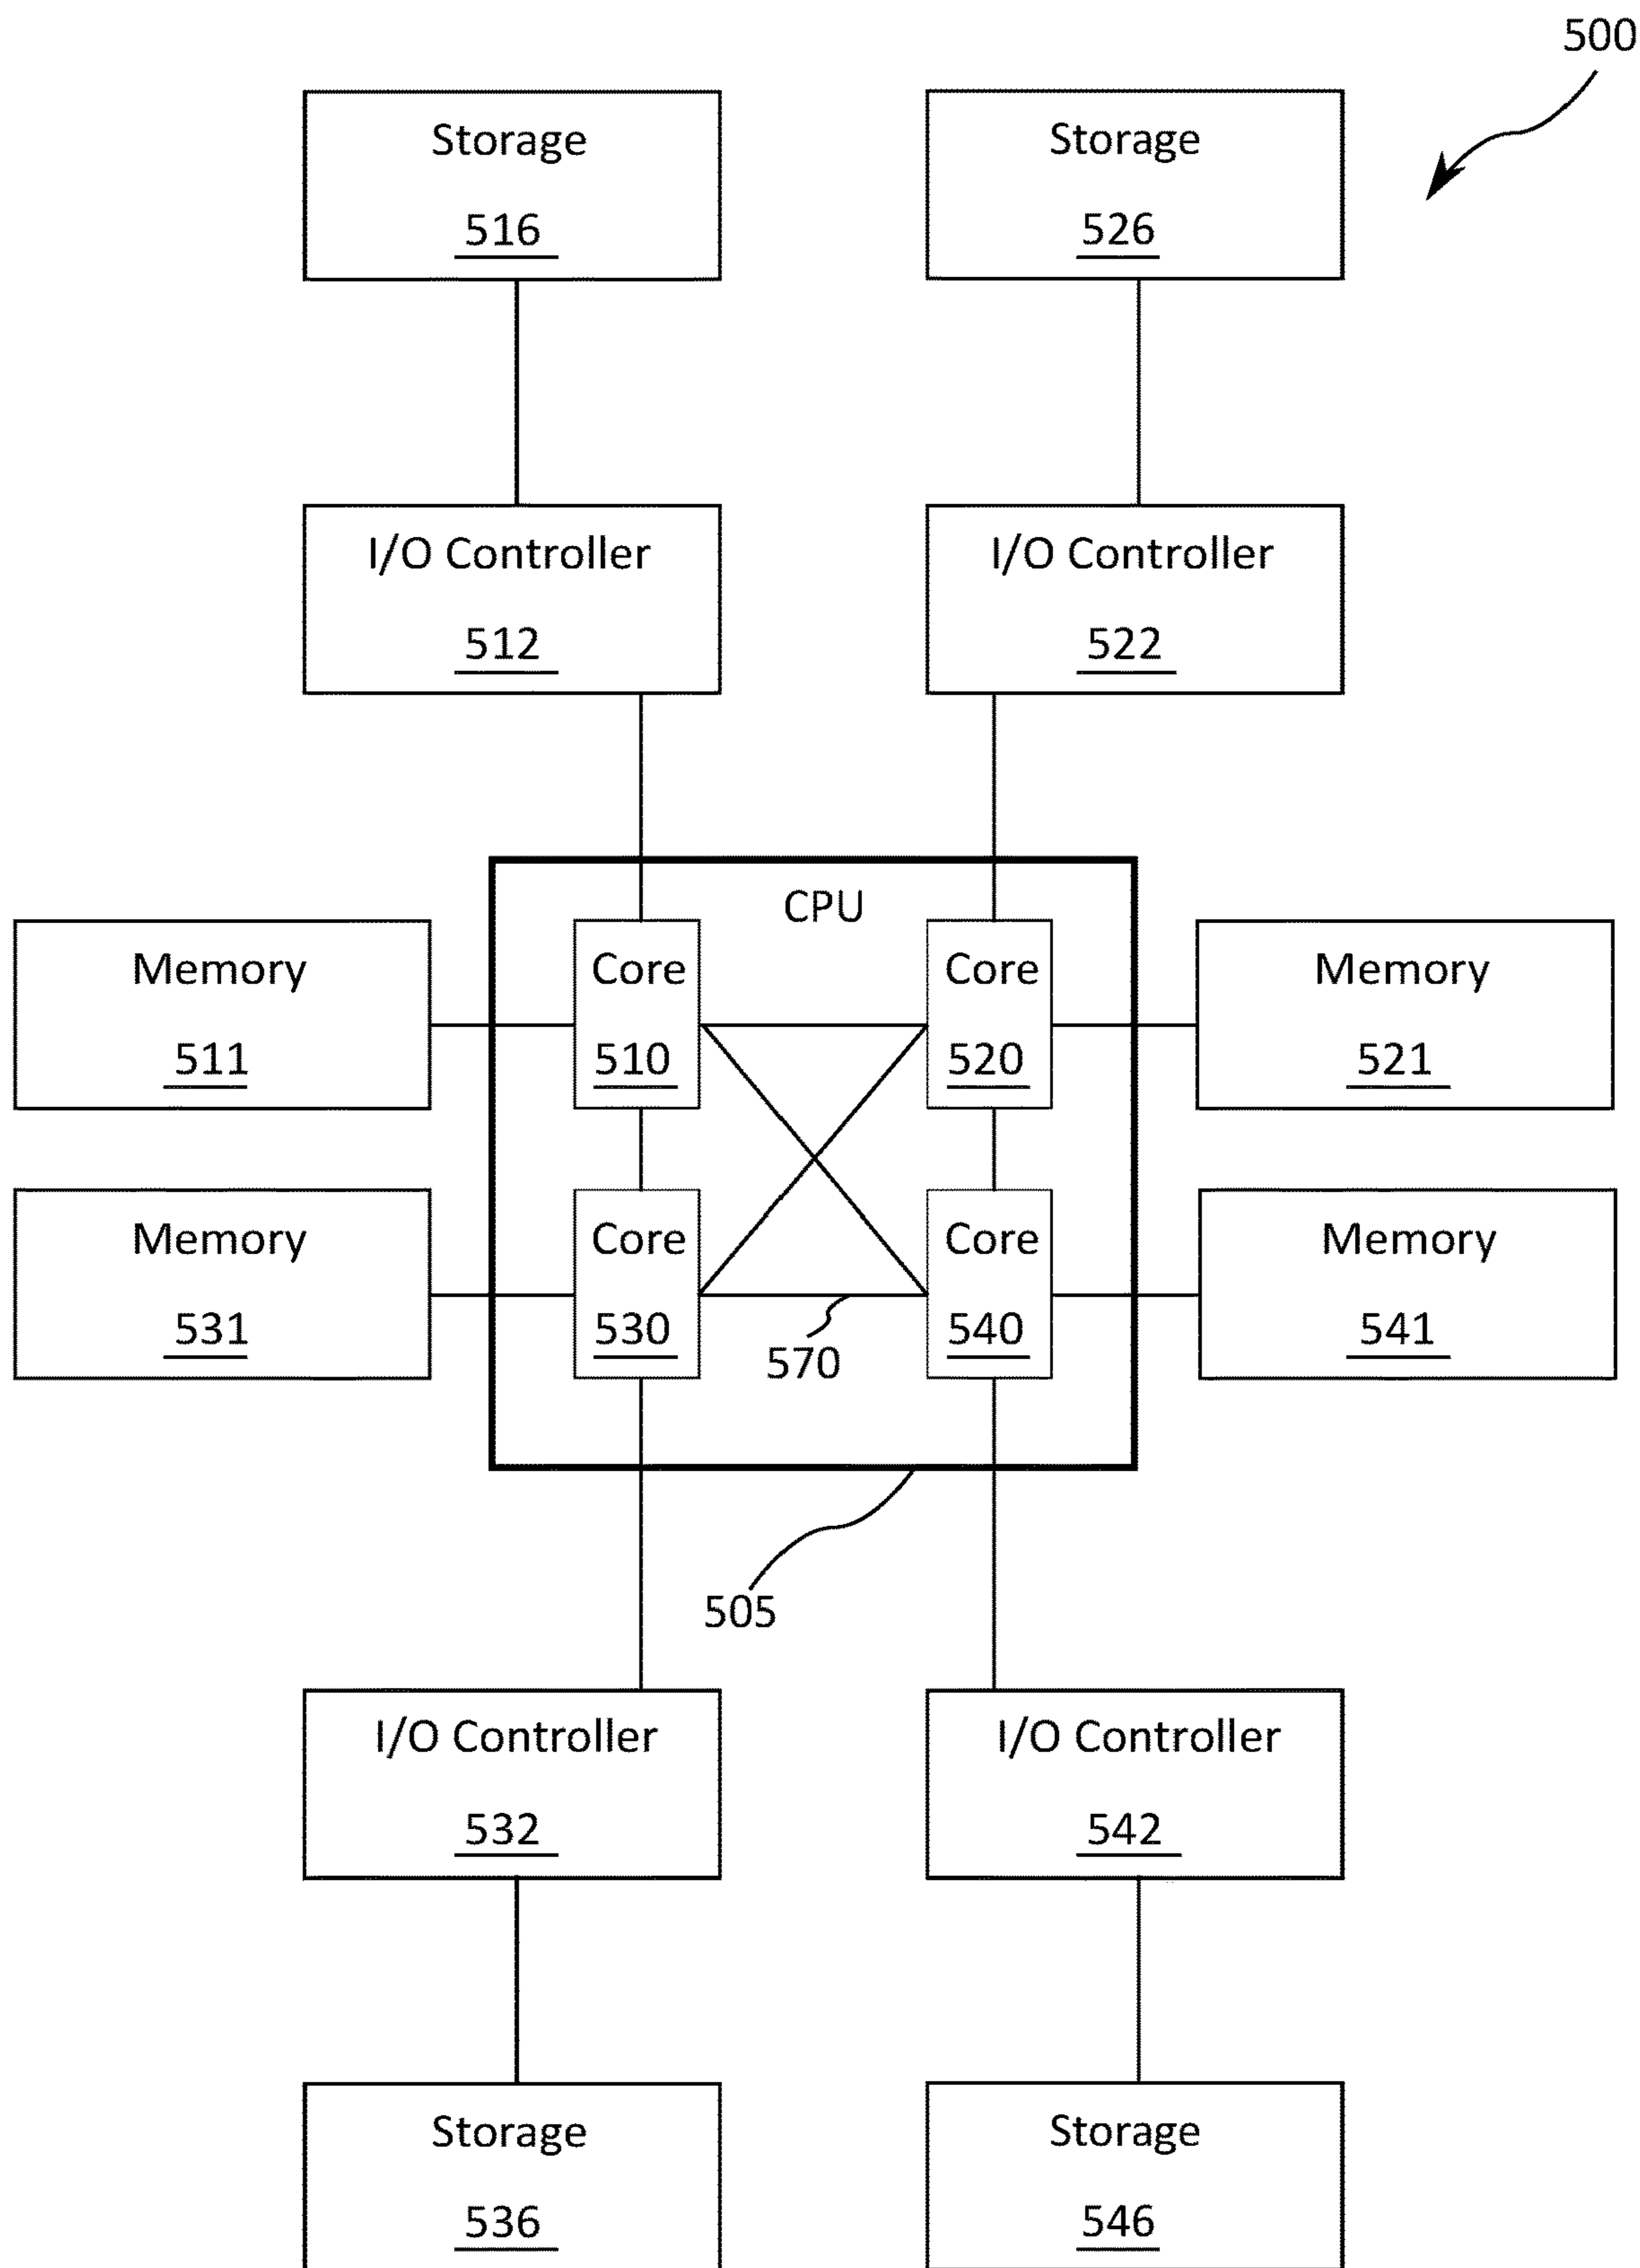 500
Storage
516
Storage
526
I/O Controller
512
I/O Controller
522
CPU
Memory
511
Core
510
Core
520
Memory
521
Memory
531
Core
530
570
Core
540
Memory
541
505
I/O Controller
532
I/O Controller
542
Storage
536
Storage
546